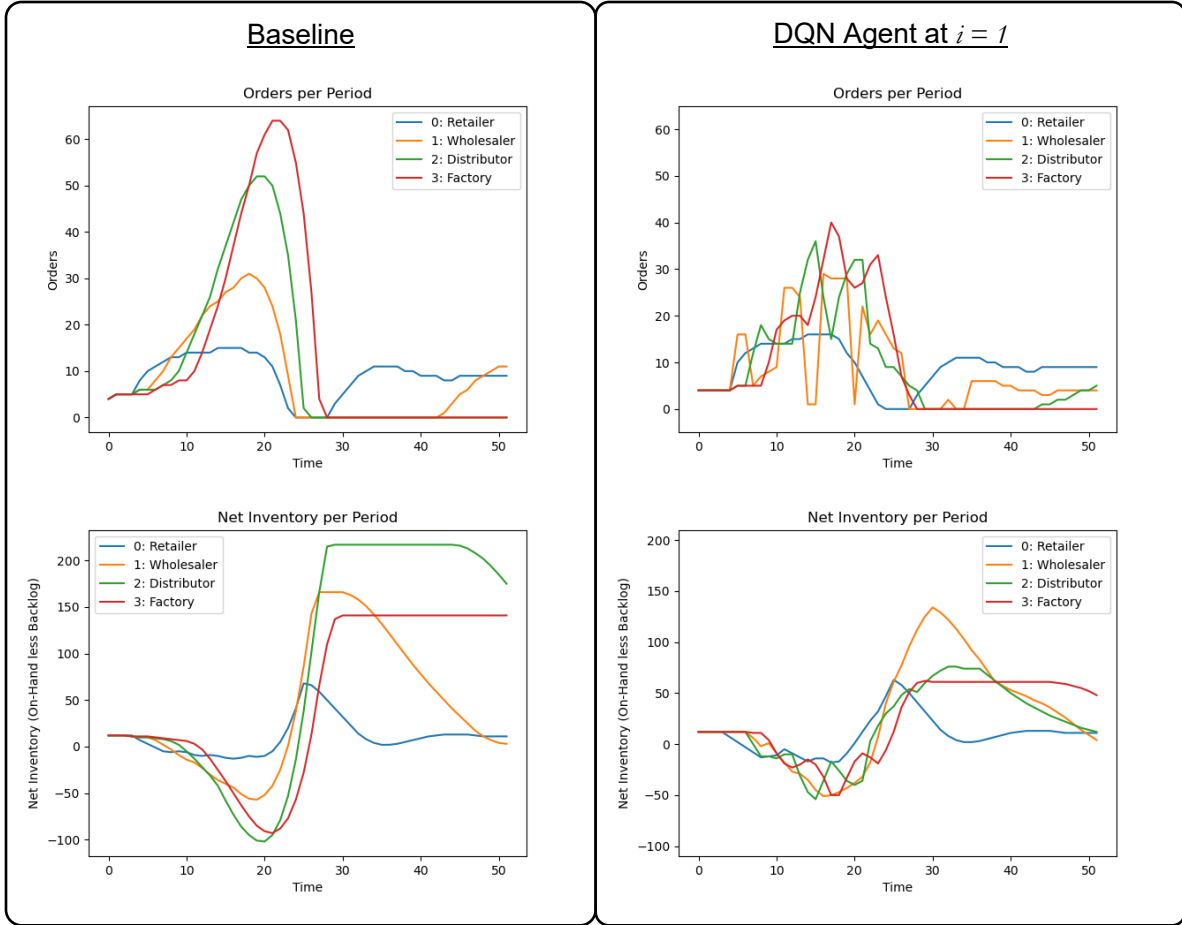 Baseline
Orders per Period
0: Retailer
1: Wholesaler
2: Distributor
3: Factory
Orders
60
50
40
30
20
10
0
0 10 20 30 40 50
Time
Net Inventory per Period
0: Retailer
1: Wholesaler
2: Distributor
3: Factory
Net Inventory (On-Hand less Backlog)
200
150
100
50
0
−50
−100
0 10 20 30 40 50
Time
DQN Agent at i = 1
Orders per Period
0: Retailer
1: Wholesaler
2: Distributor
3: Factory
Orders
60
50
40
30
20
10
0
0 10 20 30 40 50
Time
Net Inventory per Period
0: Retailer
1: Wholesaler
2: Distributor
3: Factory
Net Inventory (On-Hand less Backlog)
200
150
100
50
0
−50
−100
0 10 20 30 40 50
Time